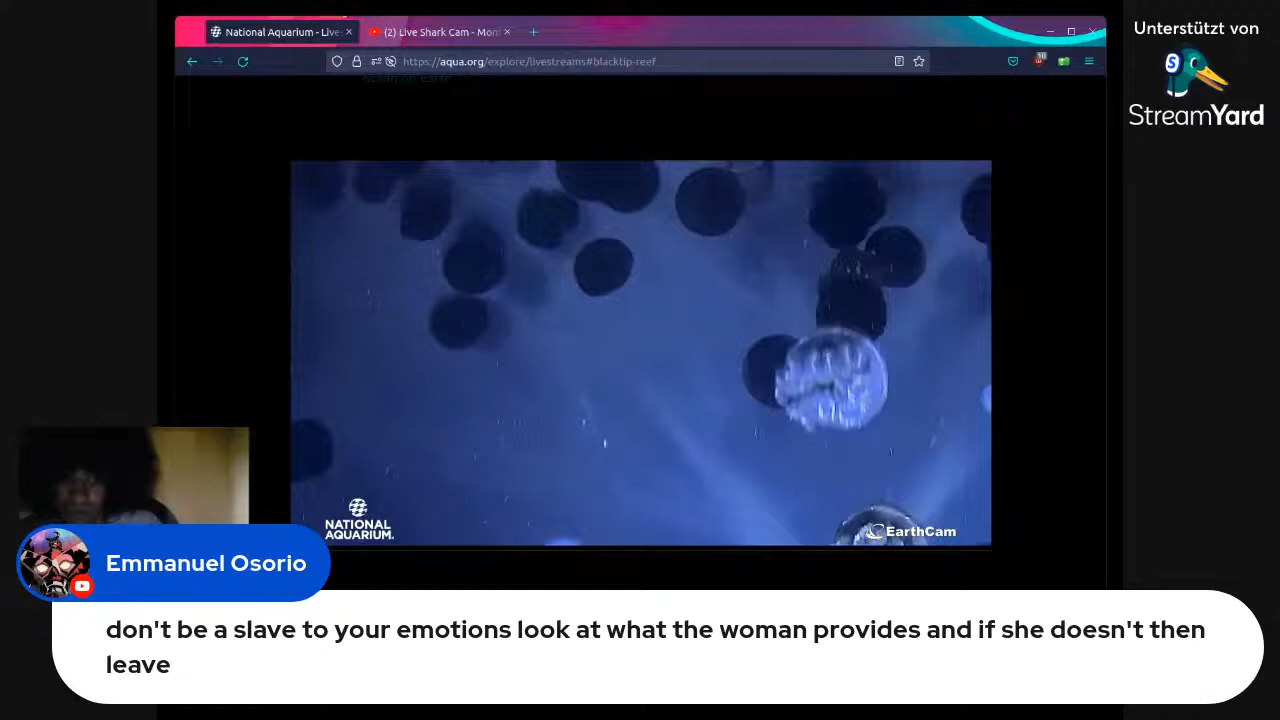 National Aquarium - Live
(2) Live Shark Cam - Mon
https://aqua.org/explore/livestreams#blacktip-reef
Unterstützt von
StreamYard
NATIONAL
AQUARIUM.
EarthCam
Emmanuel Osorio
don't be a slave to your emotions look at what the woman provides and if she doesn't then
leave